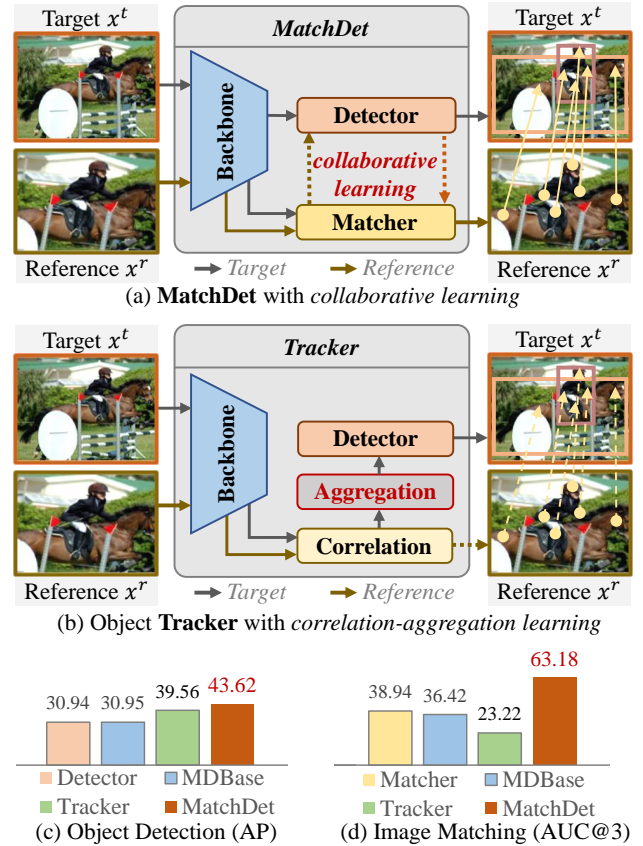 Target x^t
MatchDet
Target x^t
Backbone
Detector
collaborative
learning
Matcher
Reference x^r
Target
Reference
Reference x^r
(a) MatchDet with collaborative learning
Target x^t
Tracker
Target x^t
Backbone
Detector
Aggregation
Correlation
Reference x^r
Target
Reference
Reference x^r
(b) Object Tracker with correlation-aggregation learning
30.94 30.95 39.56 43.62
Detector MDBase
Tracker MatchDet
(c) Object Detection (AP)
38.94 36.42 23.22 63.18
Matcher MDBase
Tracker MatchDet
(d) Image Matching (AUC@3)